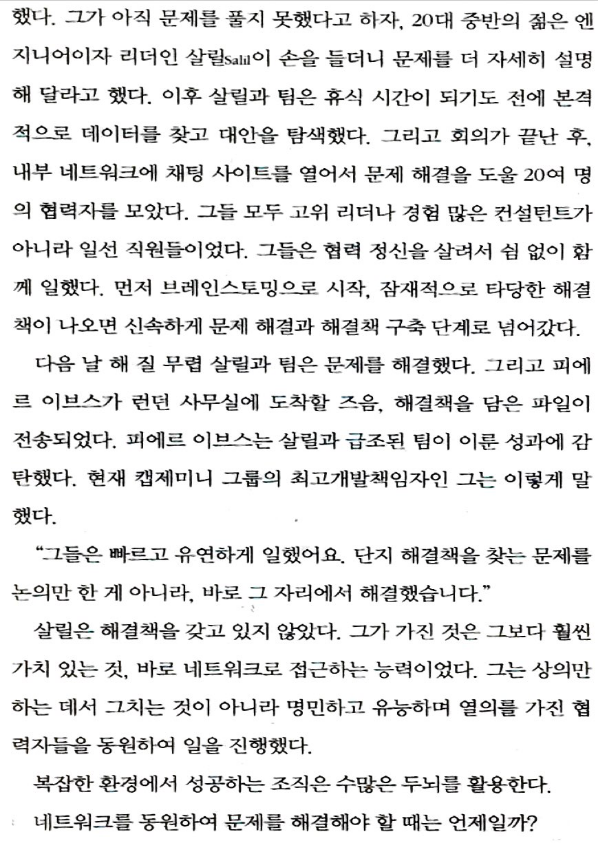 했다. 그가 아직 문제를 풀지 못했다고 하자, 20대 중반의 젊은 엔
지니어이자 리더인 살릴Salil이 손을 들더니 문제를 더 자세히 설명
해 달라고 했다. 이후 살릴과 팀은 휴식 시간이 되기도 전에 본격
적으로 데이터를 찾고 대안을 탐색했다. 그리고 회의가 끝난 후,
내부 네트워크에 채팅 사이트를 열어서 문제 해결을 도울 20여 명
의 협력자를 모았다. 그들 모두 고위 리더나 경험 많은 컨설턴트가
아니라 일선 직원들이었다. 그들은 협력 정신을 살려서 쉼 없이 함
께 일했다. 먼저 브레인스토밍으로 시작, 잠재적으로 타당한 해결
책이 나오면 신속하게 문제 해결과 해결책 구축 단계로 넘어갔다.
다음 날 해 질 무렵 살릴과 팀은 문제를 해결했다. 그리고 피에
르 이브스가 런던 사무실에 도착할 즈음, 해결책을 담은 파일이
전송되었다. 피에르 이브스는 살릴과 급조된 팀이 이룬 성과에 감
탄했다. 현재 캡제미니 그룹의 최고개발책임자인 그는 이렇게 말
했다.
“그들은 빠르고 유연하게 일했어요. 단지 해결책을 찾는 문제를
논의만 한 게 아니라, 바로 그 자리에서 해결했습니다.”
살릴은 해결책을 갖고 있지 않았다. 그가 가진 것은 그보다 훨씬
가치 있는 것, 바로 네트워크로 접근하는 능력이었다. 그는 상의만
하는 데서 그치는 것이 아니라 명민하고 유능하며 열의를 가진 협
력자들을 동원하여 일을 진행했다.
복잡한 환경에서 성공하는 조직은 수많은 두뇌를 활용한다.
네트워크를 동원하여 문제를 해결해야 할 때는 언제일까?